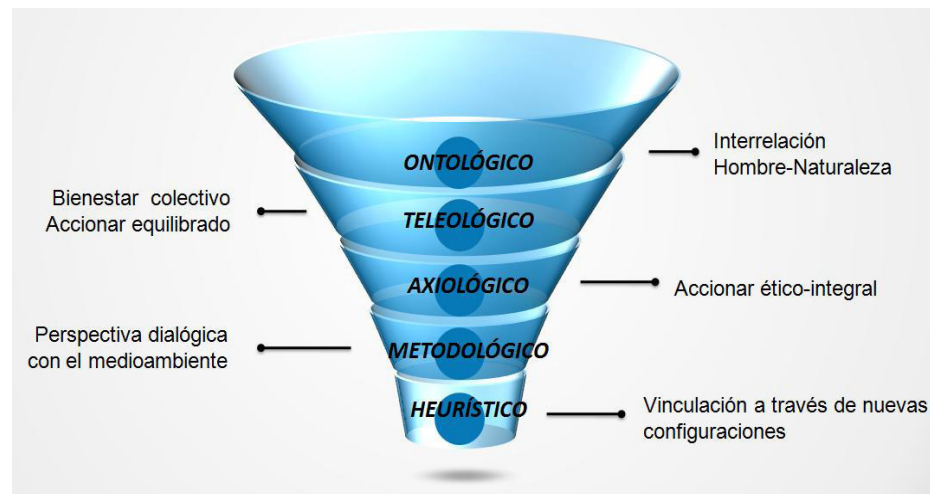 ONTOLÓGICO
Interrelación
Hombre-Naturaleza
Bienestar colectivo
Accionar equilibrado
TELEOLÓGICO
AXIOLÓGICO
Accionar ético-integral
Perspectiva dialógica
con el medioambiente
METODOLÓGICO
HEURÍSTICO
Vinculación a través de nuevas
configuraciones